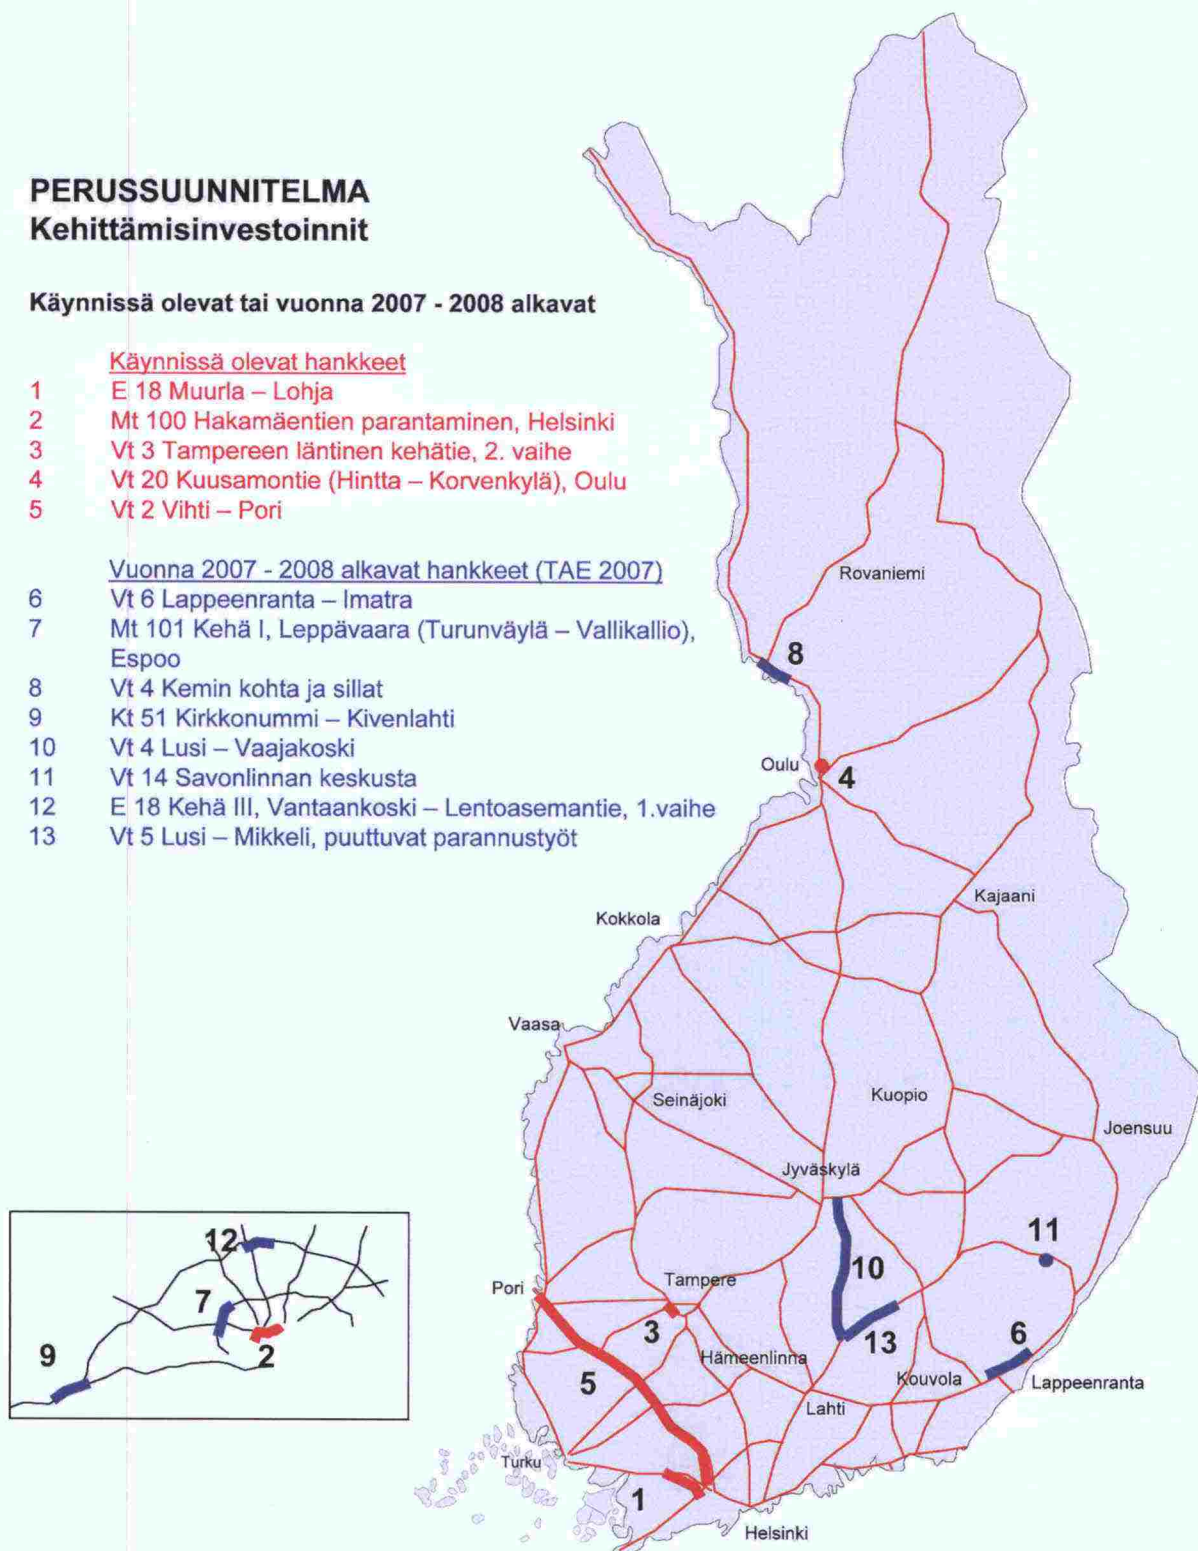 PERUSSUUNNITELMA
Kehittämisinvestoinnit
Käynnissä olevat tai vuonna 2007 - 2008 alkavat
Käynnissä olevat hankkeet
1 E 18 Muurla – Lohja
2 Mt 100 Hakamäentien parantaminen, Helsinki
3 Vt 3 Tampereen läntinen kehätie, 2. vaihe
4 Vt 20 Kuusamontie (Hintta – Korvenkylä), Oulu
5 Vt 2 Vihti – Pori
Vuonna 2007 - 2008 alkavat hankkeet (TAE 2007)
6 Vt 6 Lappeenranta – Imatra
7 Mt 101 Kehä I, Leppävaara (Turunväylä – Vallikallio),
Espoo
8 Vt 4 Kemin kohta ja sillat
9 Kt 51 Kirkkonummi – Kivenlahti
10 Vt 4 Lusi – Vaajakoski
11 Vt 14 Savonlinnan keskusta
12 E 18 Kehä III, Vantaankoski – Lentoasemantie, 1.vaihe
13 Vt 5 Lusi – Mikkeli, puuttuvat parannustyöt
Rovaniemi
8
Oulu
4
Kajaani
Kokkola
Vaasa
Seinäjoki
Kuopio
Joensuu
Jyväskylä
11
10
Tampere
Pori
3
13
6
Hämeenlinna
Kouvola
Lappeenranta
5
Lahti
Turku
1
Helsinki
12
7
9
2